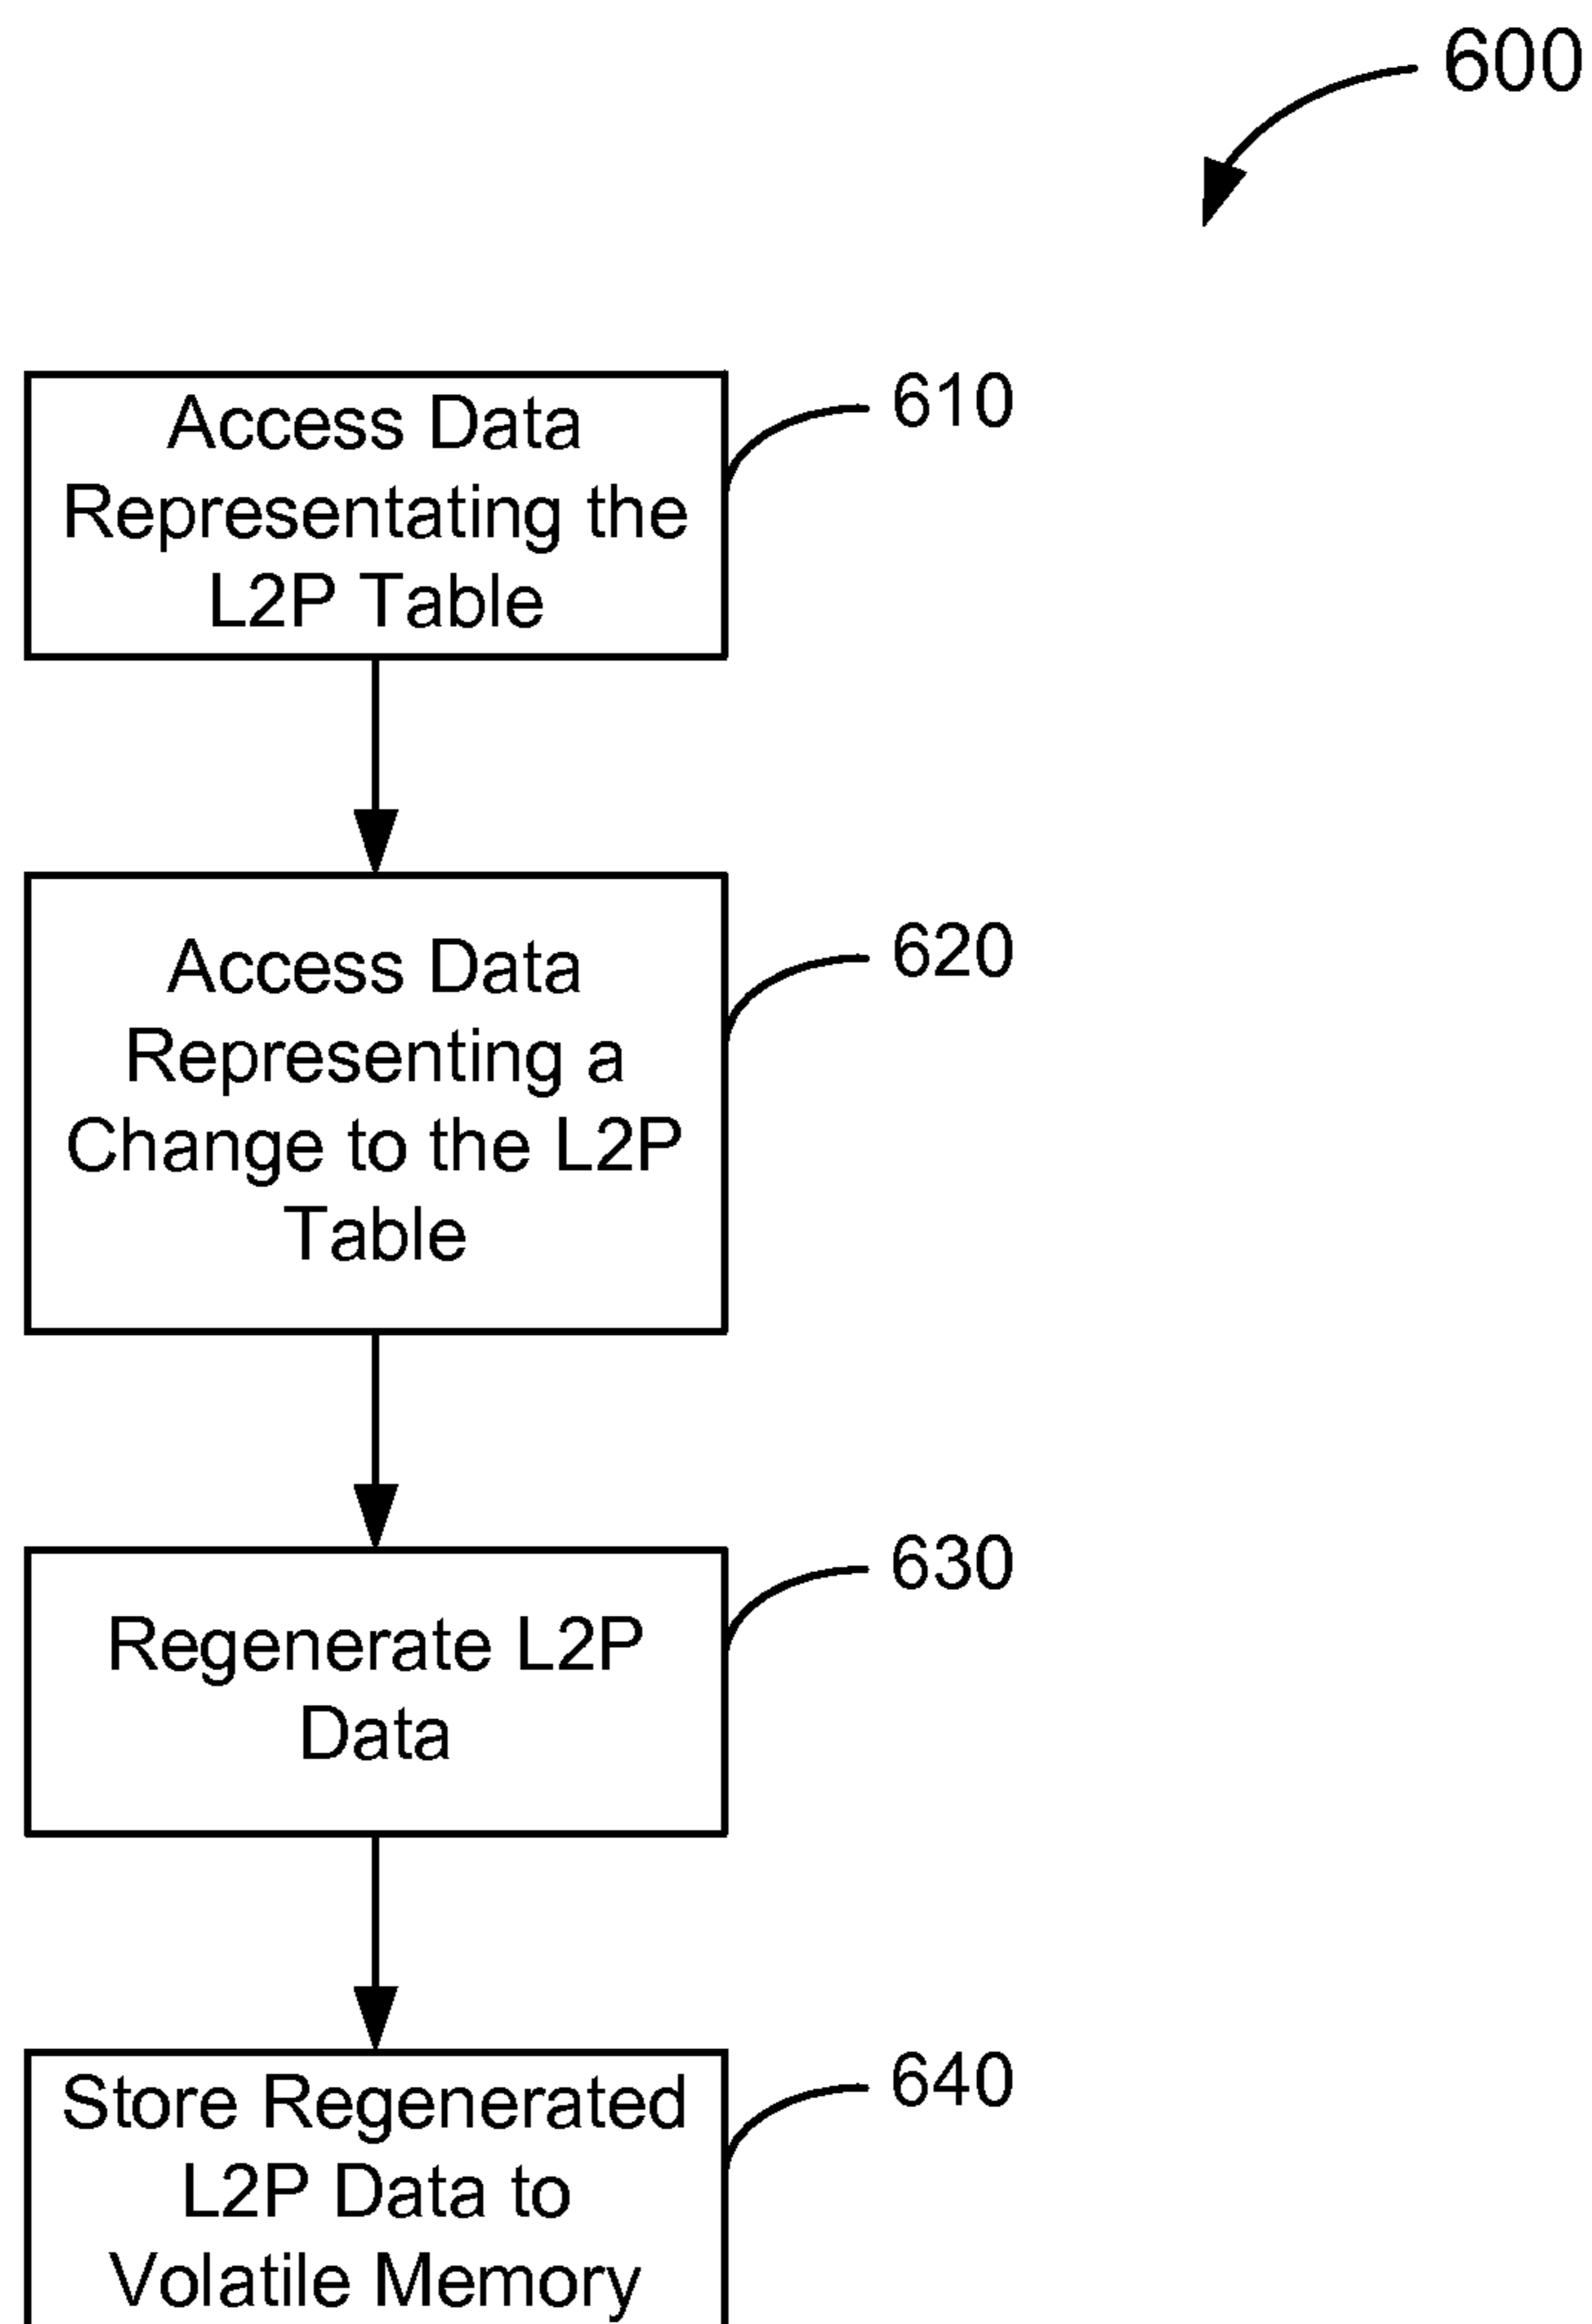 600
Access Data
Representating the
L2P Table
610
Access Data
Representing a
Change to the L2P
Table
620
Regenerate L2P
Data
630
Store Regenerated
L2P Data to
Volatile Memory
640